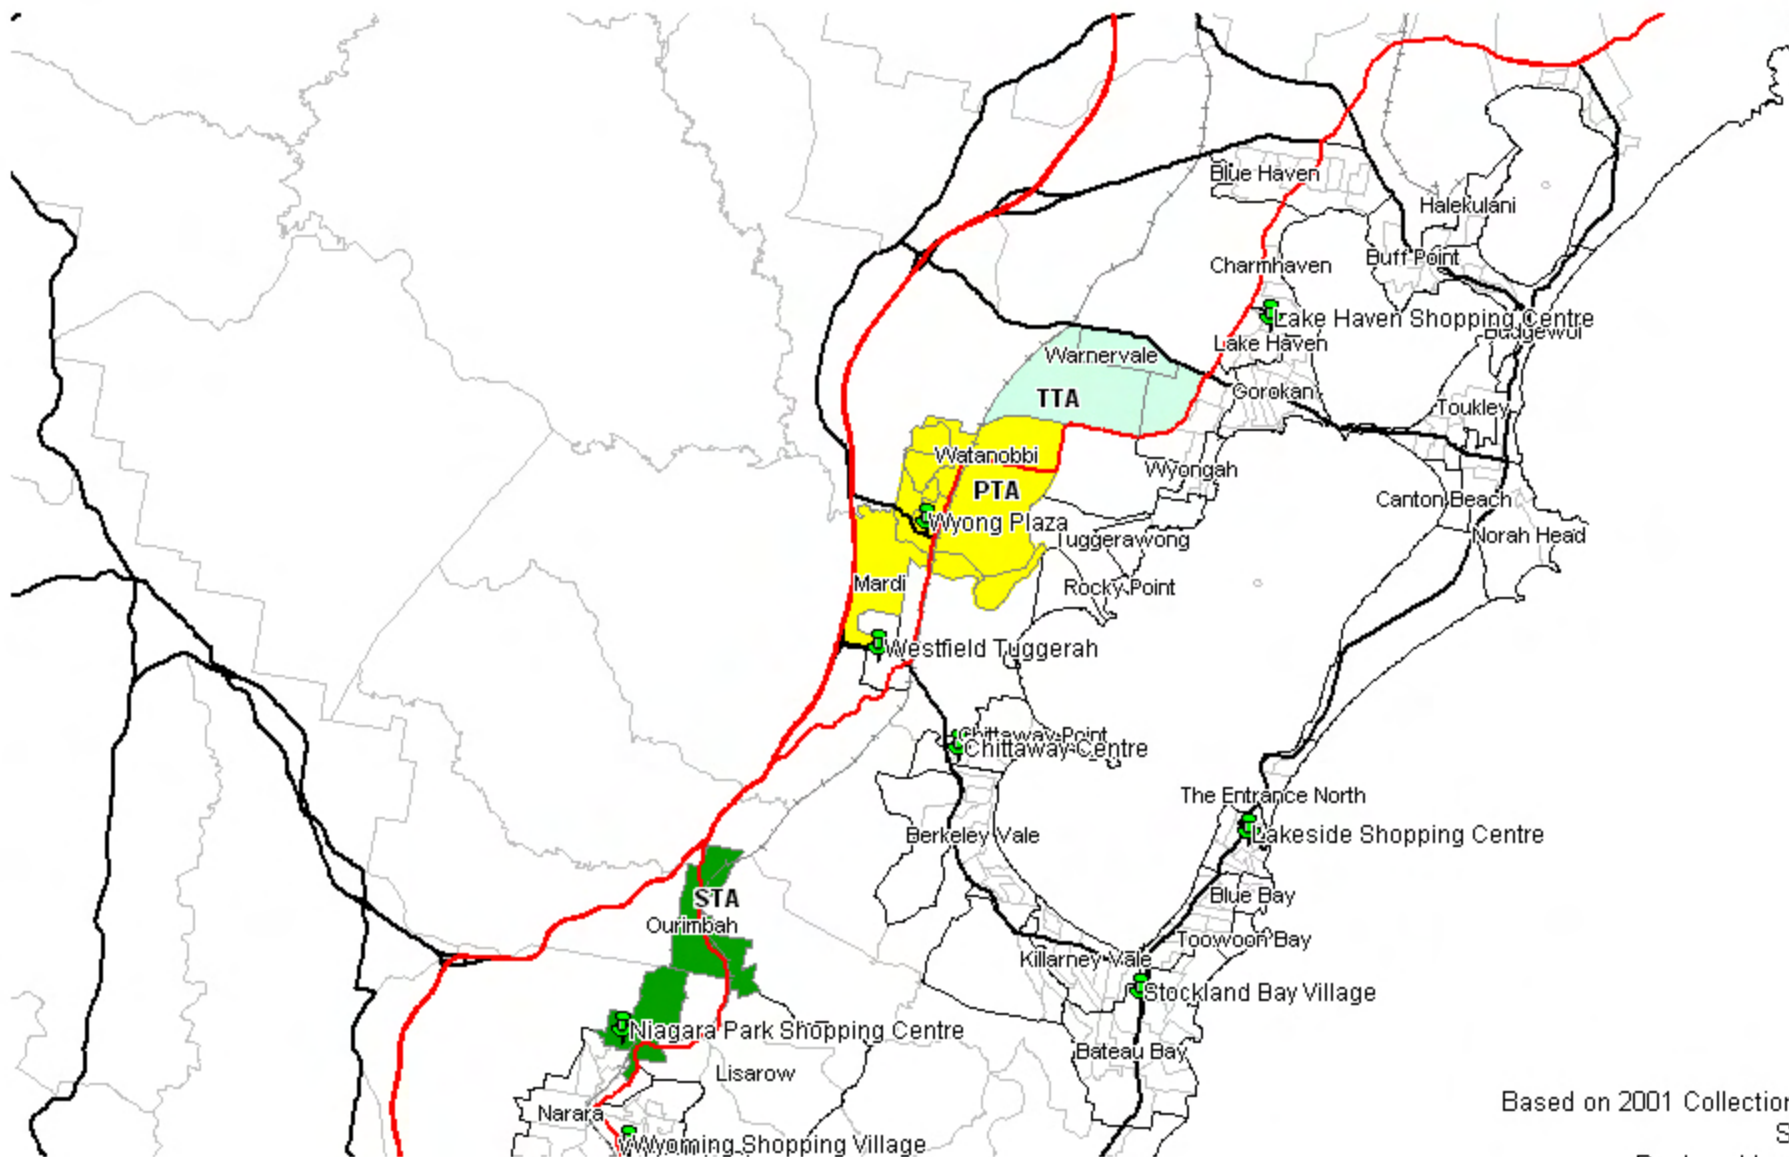 Blue Haven
Halekulani
Buff Point
Charmhaven
Lake Haven Shopping Centre
Budgewoi
Lake Haven
Warnervale
TTA
Gorokan
Toukley
Watanobbi
Wyongah
PTA
Canton Beach
Wyong Plaza
Norah Head
Tuggerawong
Mardi
Rocky Point
Westfield Tuggerah
Chittaway Point
Chittaway Centre
The Entrance North
Berkeley Vale
Lakeside Shopping Centre
STA
Blue Bay
Ourimbah
Toowoon Bay
Killarney Vale
Stockland Bay Village
Niagara Park Shopping Centre
Bateau Bay
Lisarow
Based on 2001 Collection
Narara
S
Wyoming Shopping Village